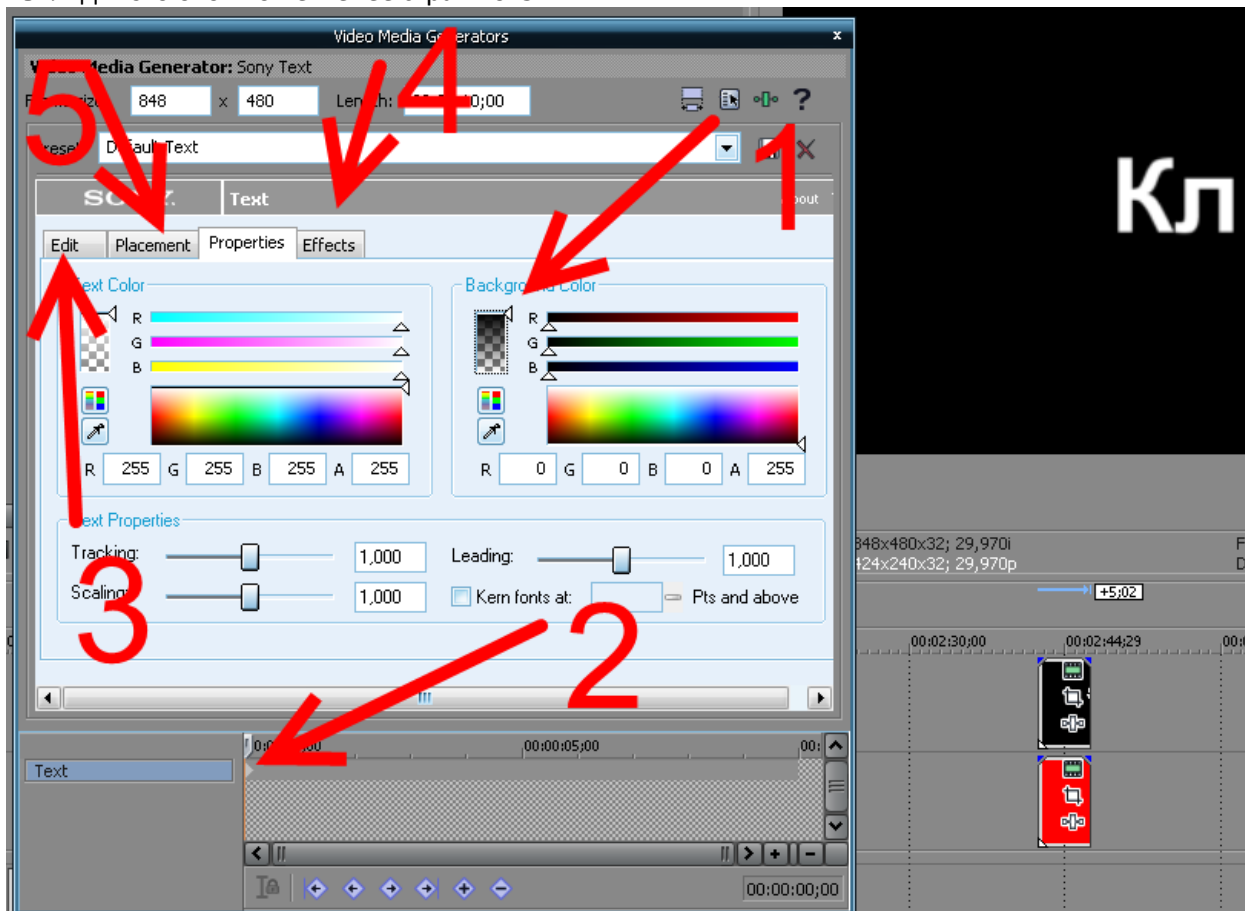 Video Media Generators x
Video Media Generator: Sony Text
848 x 480 Length: 0;00 ?
Default Text
Text
Edit Placement Properties Effects
Text Color Background Color
R R
G G
B B
R 255 G 255 B 255 A 255 R 0 G 0 B 0 A 255
Text Properties
Tracking: 1,000 Leading: 1,000
Scaling: 1,000 Kern fonts at: Pts and above
00:00:05;00 00:
Text
00:00:00;00
Кл
848x480x32; 29,970i F
424x240x32; 29,970p D
+5;02
00:02:30;00 00:02:44;29
1
2
3
4
5